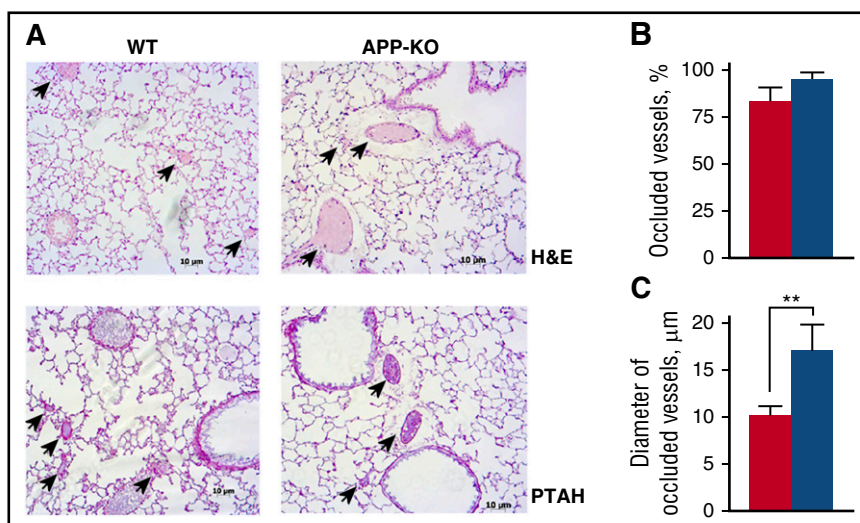 A
WT
APP-KO
10 µm
10 µm
H&E
10 µm
10 µm
PTAH
B
Occluded vessels, %
100
75
50
25
0
C
Diameter of
occluded vessels, µm
**
20
15
10
5
0